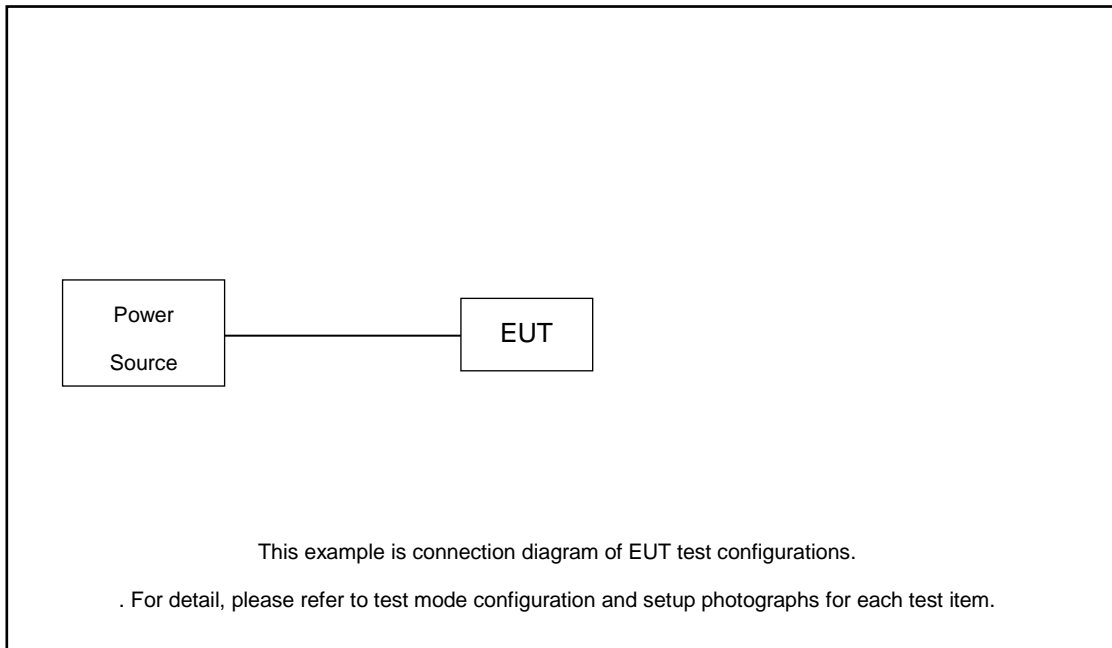 Power
Source
EUT
This example is connection diagram of EUT test configurations.
. For detail, please refer to test mode configuration and setup photographs for each test item.